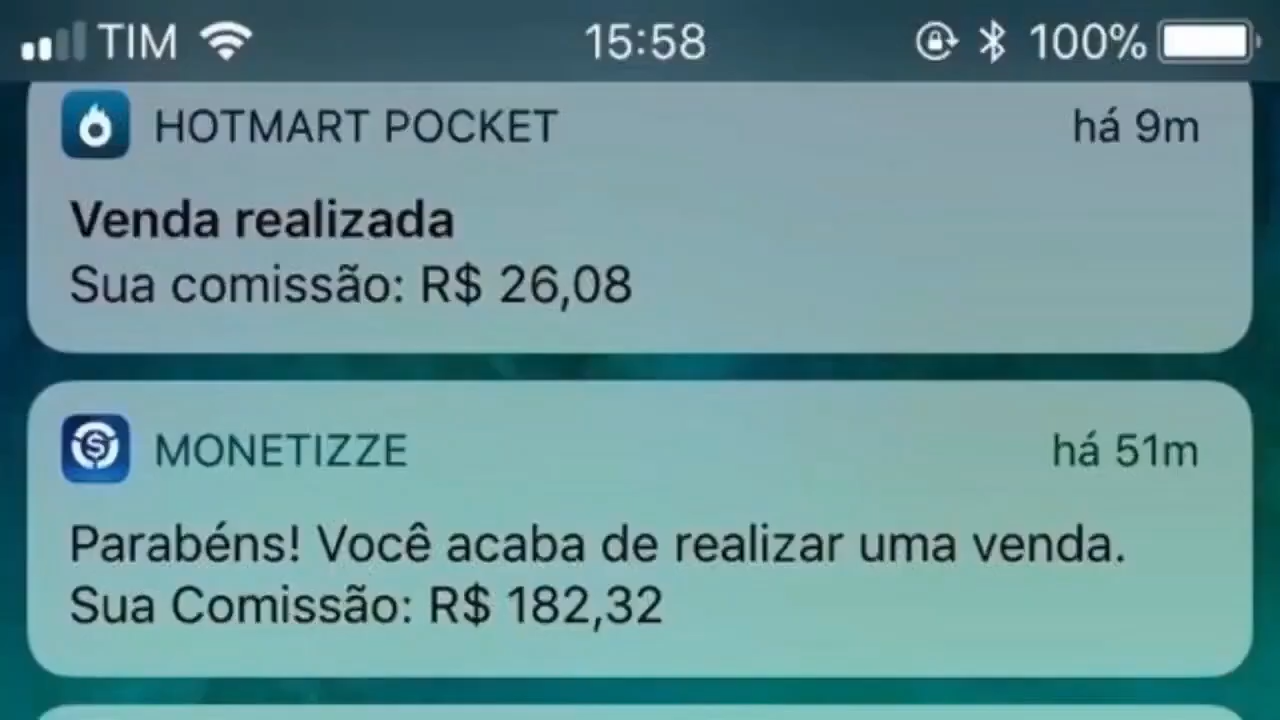 TIM 15:58 100%
HOTMART POCKET há 9m
Venda realizada
Sua comissão: R$ 26,08
MONETIZZE há 51m
Parabéns! Você acaba de realizar uma venda.
Sua Comissão: R$ 182,32